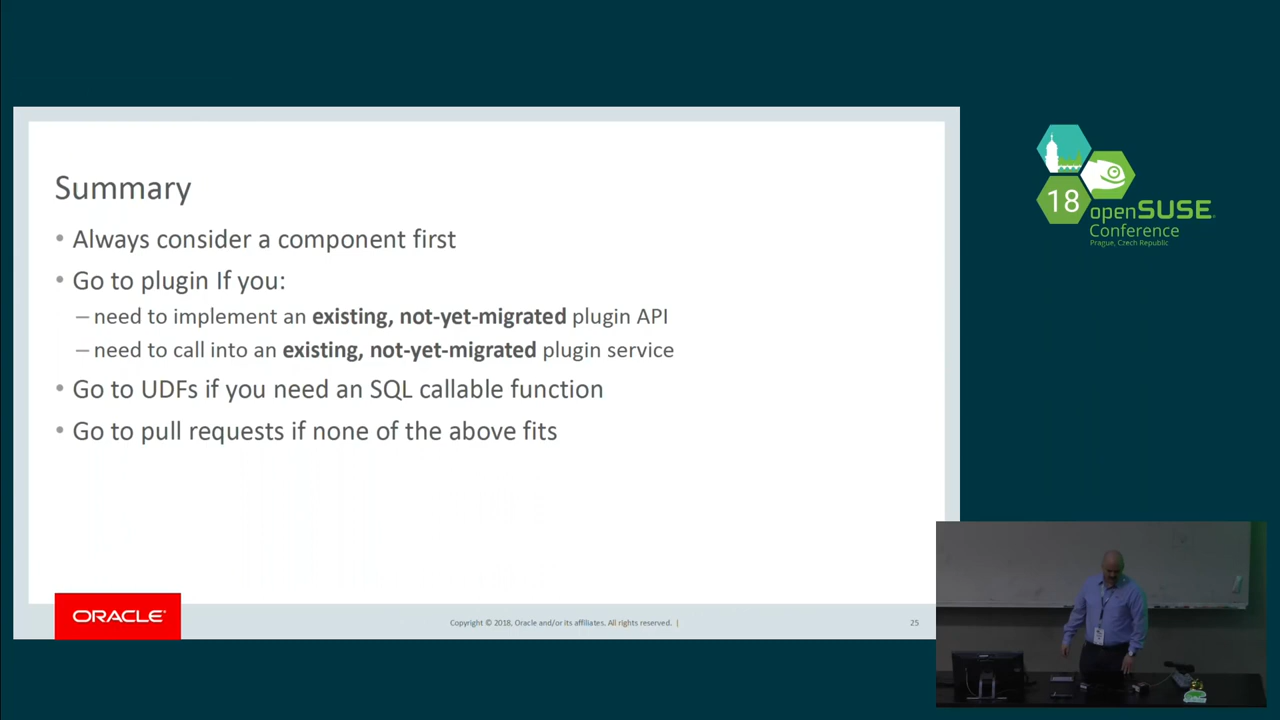 Summary
• Always consider a component first
• Go to plugin If you:
– need to implement an existing, not-yet-migrated plugin API
– need to call into an existing, not-yet-migrated plugin service
• Go to UDFs if you need an SQL callable function
• Go to pull requests if none of the above fits
ORACLE
Copyright © 2018, Oracle and/or its affiliates. All rights reserved. |
25
18
openSUSE
Conference
Prague, Czech Republic